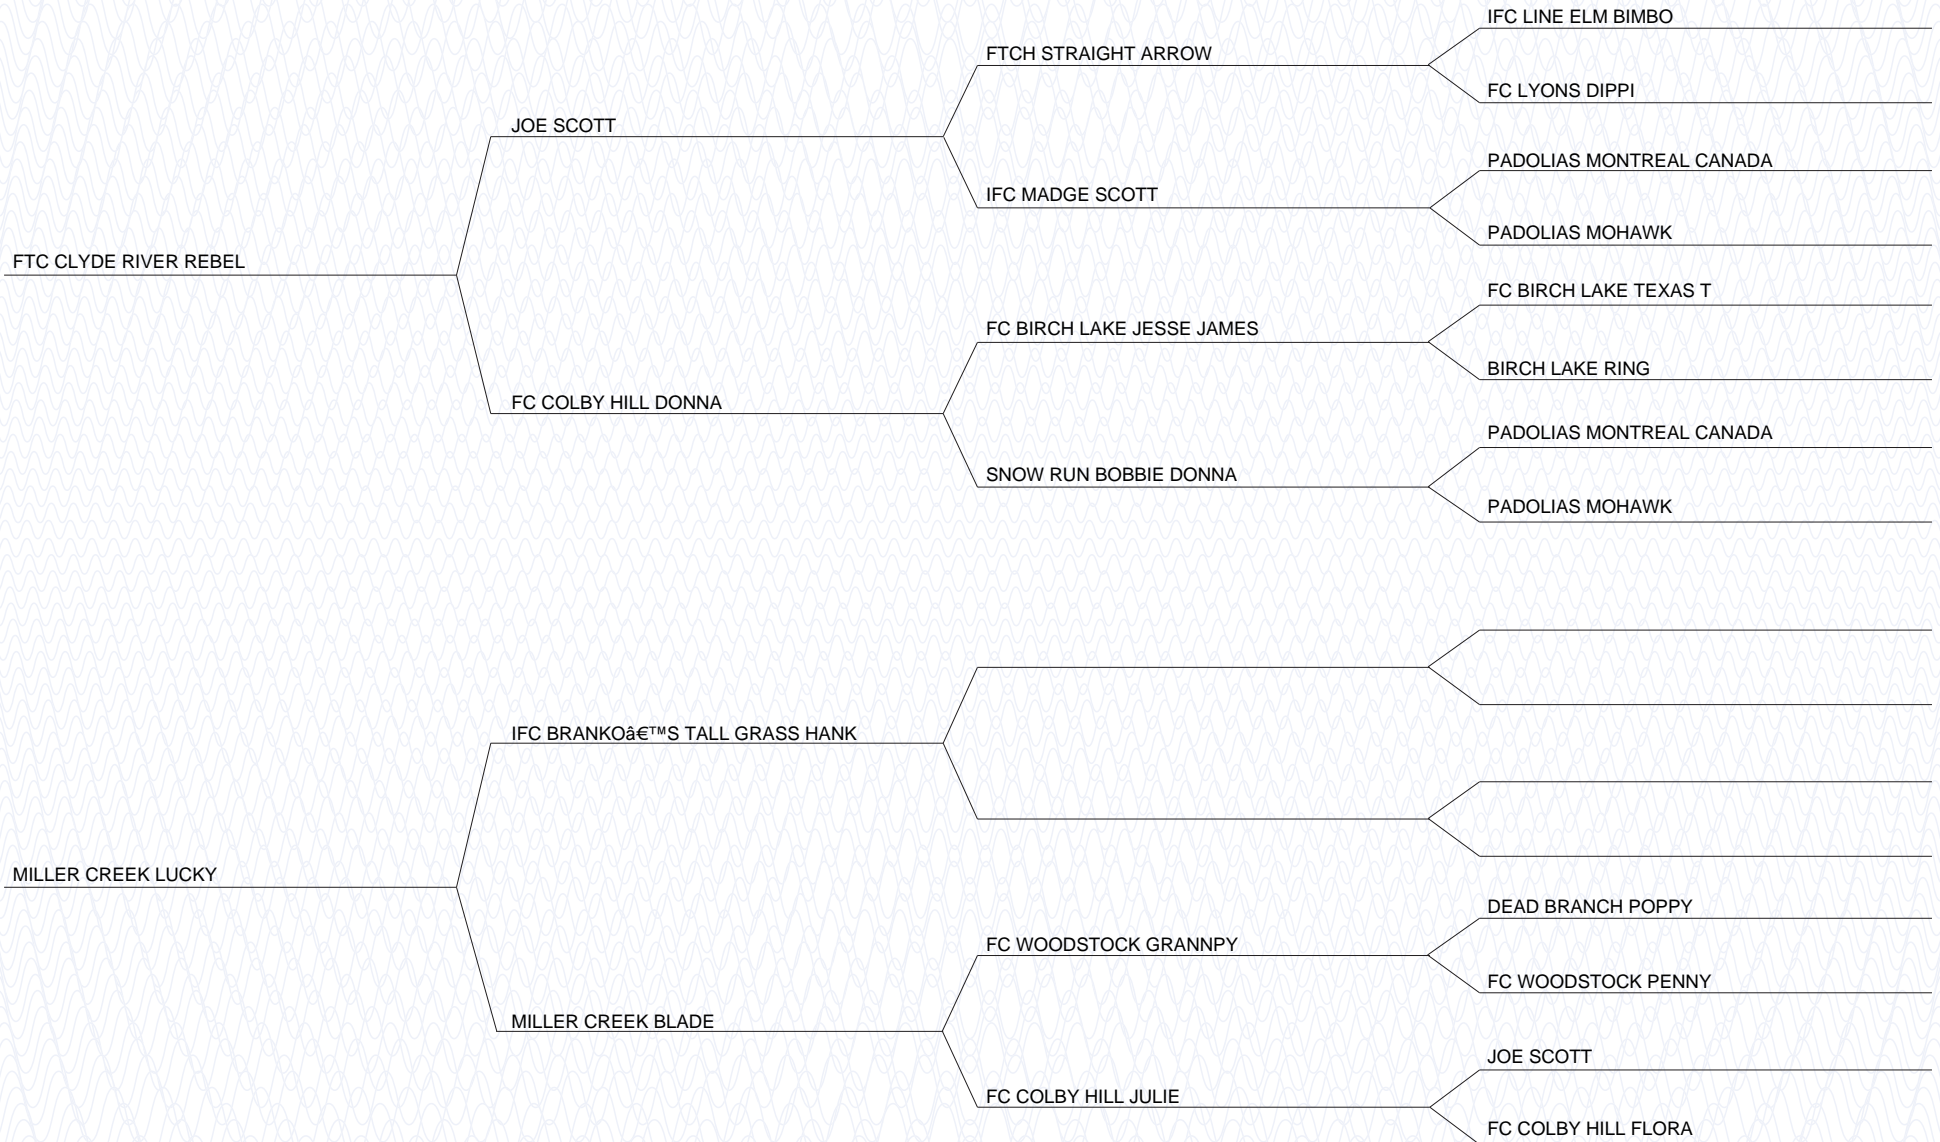 IFC LINE ELM BIMBO
FTCH STRAIGHT ARROW
FC LYONS DIPPI
JOE SCOTT
PADOLIAS MONTREAL CANADA
IFC MADGE SCOTT
PADOLIAS MOHAWK
FTC CLYDE RIVER REBEL
FC BIRCH LAKE TEXAS T
FC BIRCH LAKE JESSE JAMES
BIRCH LAKE RING
FC COLBY HILL DONNA
PADOLIAS MONTREAL CANADA
SNOW RUN BOBBIE DONNA
PADOLIAS MOHAWK
IFC BRANKO’S TALL GRASS HANK
MILLER CREEK LUCKY
DEAD BRANCH POPPY
FC WOODSTOCK GRANNPY
FC WOODSTOCK PENNY
MILLER CREEK BLADE
JOE SCOTT
FC COLBY HILL JULIE
FC COLBY HILL FLORA